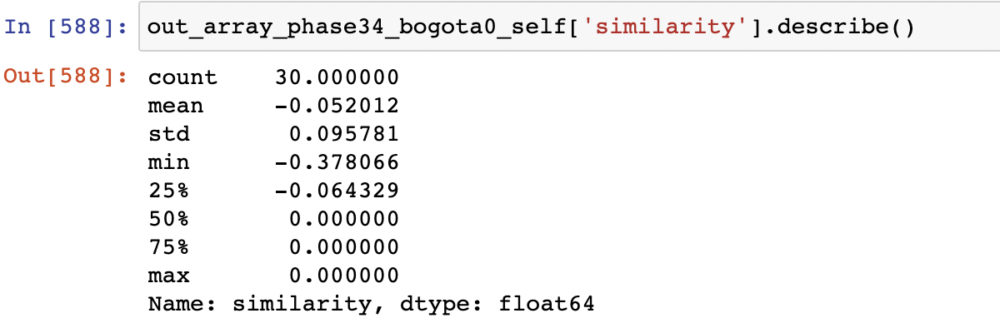 In [588]: out_array_phase34_bogota0_self['similarity'].describe()
Out[588]: count    30.000000
mean     -0.052012
std       0.095781
min      -0.378066
25%      -0.064329
50%       0.000000
75%       0.000000
max       0.000000
Name: similarity, dtype: float64